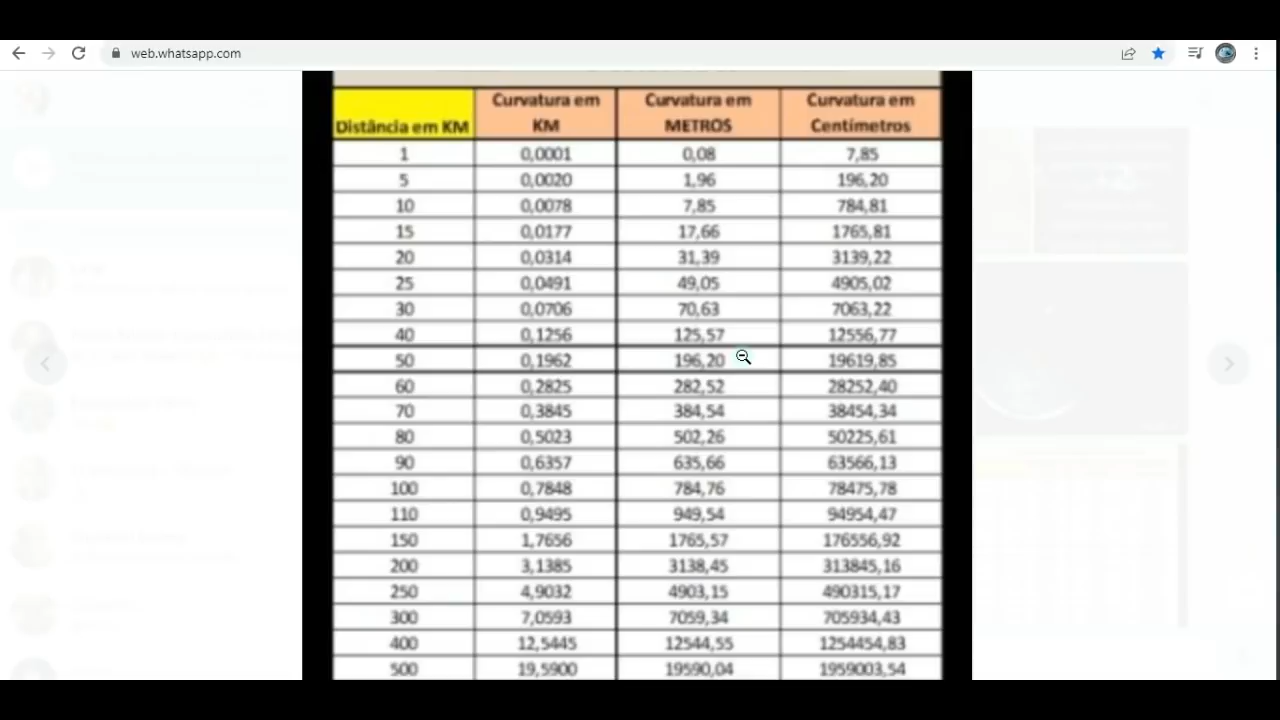 web.whatsapp.com
Distância em KM Curvatura em KM Curvatura em METROS Curvatura em Centímetros
1 0,0001 0,08 7,85
5 0,0020 1,96 196,20
10 0,0078 7,85 784,81
15 0,0177 17,66 1765,81
20 0,0314 31,39 3139,22
25 0,0491 49,05 4905,02
30 0,0706 70,63 7063,22
40 0,1256 125,57 12556,77
50 0,1962 196,20 19619,85
60 0,2825 282,52 28252,40
70 0,3845 384,54 38454,34
80 0,5023 502,26 50225,61
90 0,6357 635,66 63566,13
100 0,7848 784,76 78475,78
110 0,9495 949,54 94954,47
150 1,7656 1765,57 176556,92
200 3,1385 3138,45 313845,16
250 4,9032 4903,15 490315,17
300 7,0593 7059,34 705934,43
400 12,5445 12544,55 1254454,83
500 19,5900 19590,04 1959003,54